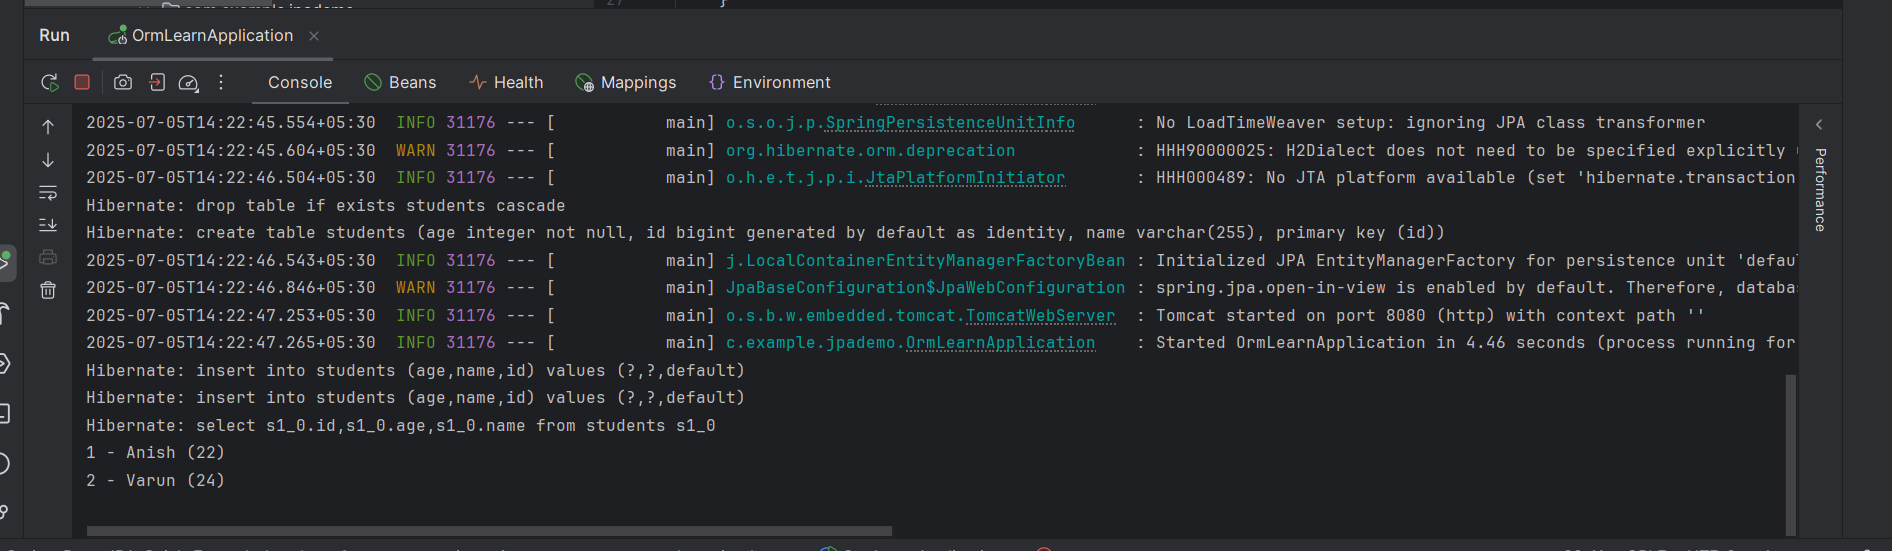 27 }
Run OrmLearnApplication
Console Beans Health Mappings Environment
2025-07-05T14:22:45.554+05:30 INFO 31176 --- [ main] o.s.o.j.p.SpringPersistenceUnitInfo : No LoadTimeWeaver setup: ignoring JPA class transformer
2025-07-05T14:22:45.604+05:30 WARN 31176 --- [ main] org.hibernate.orm.deprecation : HHH90000025: H2Dialect does not need to be specified explicitly
2025-07-05T14:22:46.504+05:30 INFO 31176 --- [ main] o.h.e.t.j.p.i.JtaPlatformInitiator : HHH000489: No JTA platform available (set 'hibernate.transaction
Hibernate: drop table if exists students cascade
Hibernate: create table students (age integer not null, id bigint generated by default as identity, name varchar(255), primary key (id))
2025-07-05T14:22:46.543+05:30 INFO 31176 --- [ main] j.LocalContainerEntityManagerFactoryBean : Initialized JPA EntityManagerFactory for persistence unit 'defau
2025-07-05T14:22:46.846+05:30 WARN 31176 --- [ main] JpaBaseConfiguration$JpaWebConfiguration : spring.jpa.open-in-view is enabled by default. Therefore, databa
2025-07-05T14:22:47.253+05:30 INFO 31176 --- [ main] o.s.b.w.embedded.tomcat.TomcatWebServer : Tomcat started on port 8080 (http) with context path ''
2025-07-05T14:22:47.265+05:30 INFO 31176 --- [ main] c.example.jpademo.OrmLearnApplication : Started OrmLearnApplication in 4.46 seconds (process running for
Hibernate: insert into students (age,name,id) values (?,?,default)
Hibernate: insert into students (age,name,id) values (?,?,default)
Hibernate: select s1_0.id,s1_0.age,s1_0.name from students s1_0
1 - Anish (22)
2 - Varun (24)
Performance